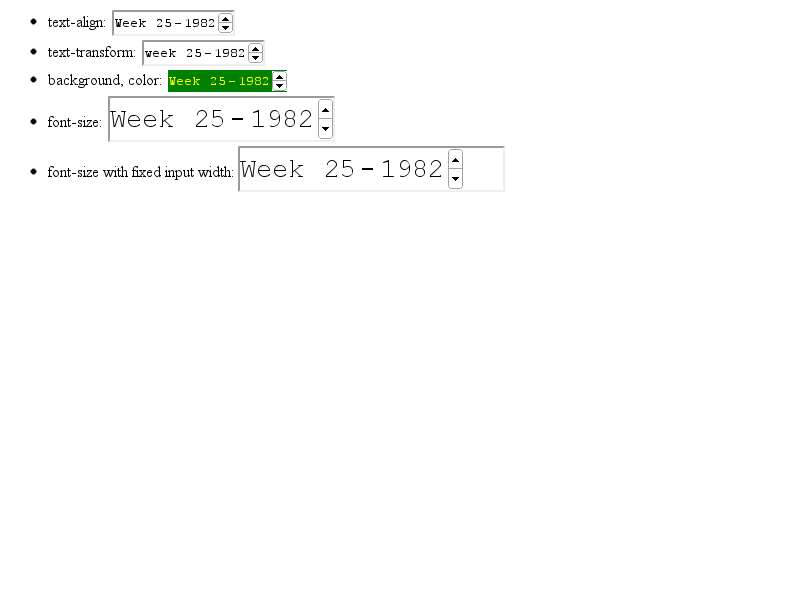 text-align: Week 25-1982
text-transform: week 25-1982
background, color: Week 25-1982
font-size: Week 25-1982
font-size with fixed input width: Week 25-1982